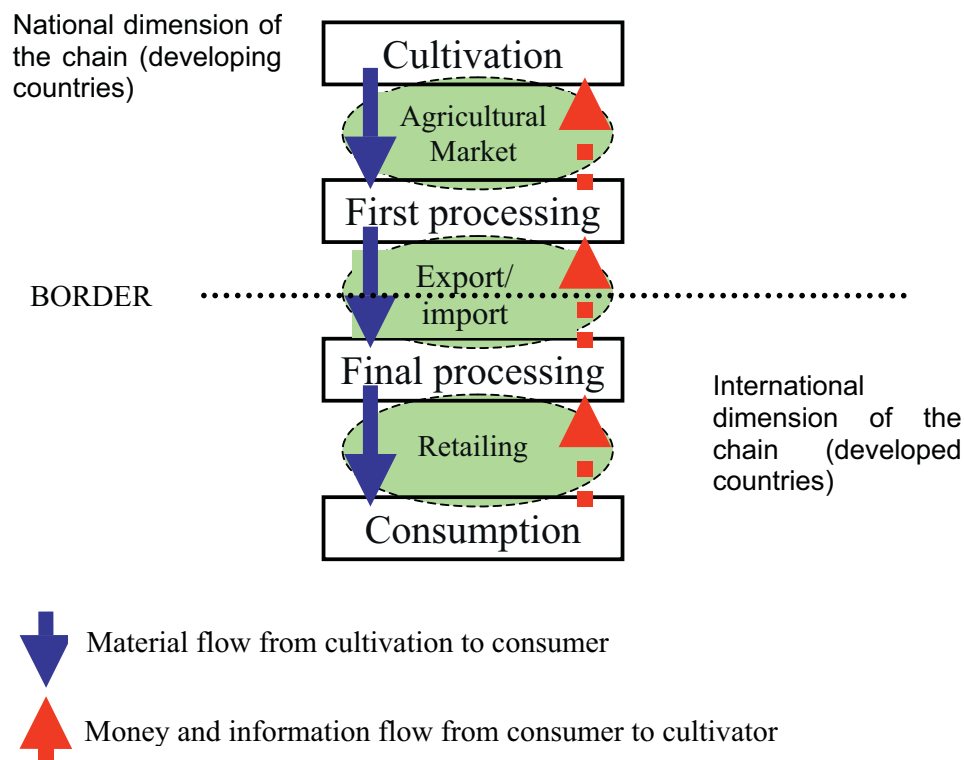 National dimension of
the chain (developing
countries)
Cultivation
Agricultural
Market
First processing
Export/
import
BORDER
Final processing
International
dimension of the
chain (developed
countries)
Retailing
Consumption
Material flow from cultivation to consumer
Money and information flow from consumer to cultivator